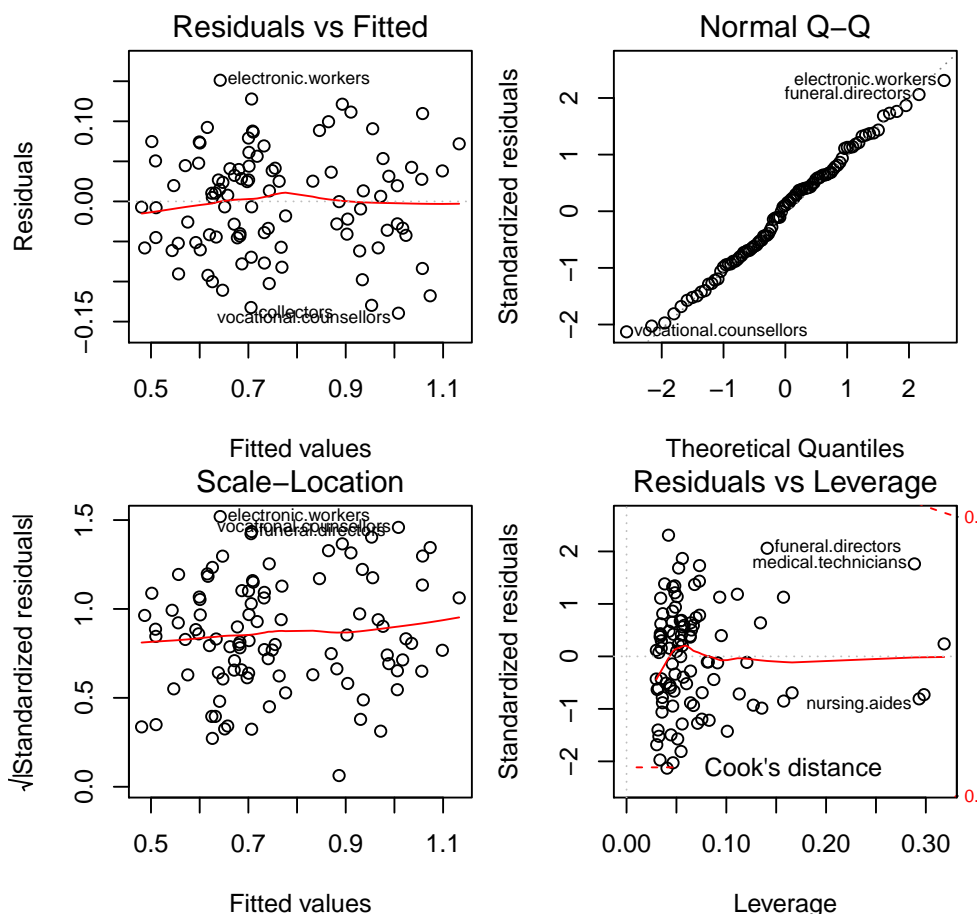 Residuals vs Fitted
Residuals
0.10
0.00
−0.15
electronic.workers
collectors
vocational.counsellors
0.5 0.7 0.9 1.1
Fitted values
Normal Q−Q
Standardized residuals
2
1
0
−1
−2
electronic.workers
funeral.directors
vocational.counsellors
−2 −1 0 1 2
Theoretical Quantiles
Scale−Location
√|Standardized residuals|
1.5
1.0
0.5
0.0
electronic.workers
vocational.counsellors
funeral.directors
0.5 0.7 0.9 1.1
Fitted values
Residuals vs Leverage
Standardized residuals
2
1
0
−1
−2
funeral.directors
medical.technicians
nursing.aides
Cook's distance
0.
0.
0.00 0.10 0.20 0.30
Leverage